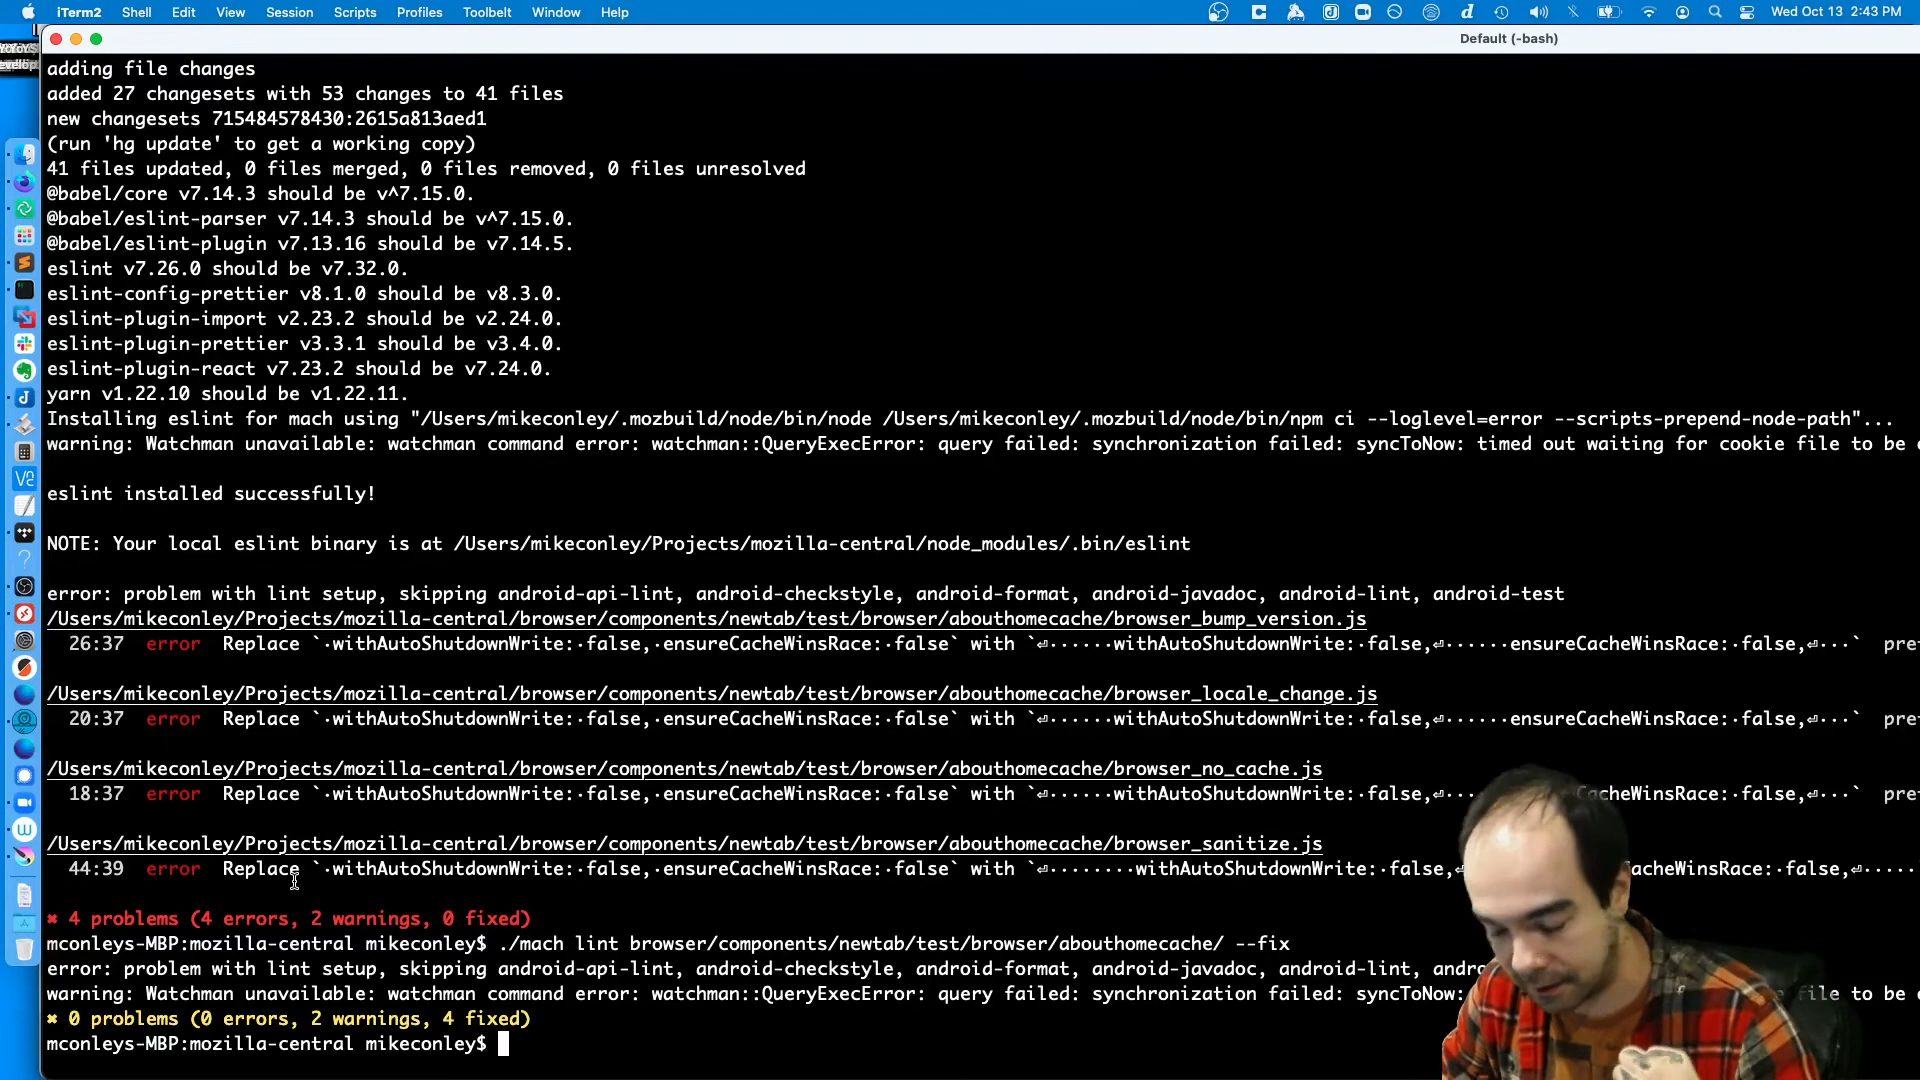 iTerm2 Shell Edit View Session Scripts Profiles Toolbelt Window Help Wed Oct 13 2:43 PM
Default (-bash)
adding file changes
added 27 changesets with 53 changes to 41 files
new changesets 715484578430:2615a813aed1
(run 'hg update' to get a working copy)
41 files updated, 0 files merged, 0 files removed, 0 files unresolved
@babel/core v7.14.3 should be v^7.15.0.
@babel/eslint-parser v7.14.3 should be v^7.15.0.
@babel/eslint-plugin v7.13.16 should be v7.14.5.
eslint v7.26.0 should be v7.32.0.
eslint-config-prettier v8.1.0 should be v8.3.0.
eslint-plugin-import v2.23.2 should be v2.24.0.
eslint-plugin-prettier v3.3.1 should be v3.4.0.
eslint-plugin-react v7.23.2 should be v7.24.0.
yarn v1.22.10 should be v1.22.11.
Installing eslint for mach using "/Users/mikeconley/.mozbuild/node/bin/node /Users/mikeconley/.mozbuild/node/bin/npm ci --loglevel=error --scripts-prepend-node-path"...
warning: Watchman unavailable: watchman command error: watchman::QueryExecError: query failed: synchronization failed: syncToNow: timed out waiting for cookie file to be
eslint installed successfully!
NOTE: Your local eslint binary is at /Users/mikeconley/Projects/mozilla-central/node_modules/.bin/eslint
error: problem with lint setup, skipping android-api-lint, android-checkstyle, android-format, android-javadoc, android-lint, android-test
/Users/mikeconley/Projects/mozilla-central/browser/components/newtab/test/browser/abouthomecache/browser_bump_version.js
26:37 error Replace `·withAutoShutdownWrite:·false,·ensureCacheWinsRace:·false` with `⏎······withAutoShutdownWrite:·false,⏎······ensureCacheWinsRace:·false,⏎···` pre
/Users/mikeconley/Projects/mozilla-central/browser/components/newtab/test/browser/abouthomecache/browser_locale_change.js
20:37 error Replace `·withAutoShutdownWrite:·false,·ensureCacheWinsRace:·false` with `⏎······withAutoShutdownWrite:·false,⏎······ensureCacheWinsRace:·false,⏎···` pre
/Users/mikeconley/Projects/mozilla-central/browser/components/newtab/test/browser/abouthomecache/browser_no_cache.js
18:37 error Replace `·withAutoShutdownWrite:·false,·ensureCacheWinsRace:·false` with `⏎······withAutoShutdownWrite:·false,⏎··· CacheWinsRace:·false,⏎···` pre
/Users/mikeconley/Projects/mozilla-central/browser/components/newtab/test/browser/abouthomecache/browser_sanitize.js
44:39 error Replace `·withAutoShutdownWrite:·false,·ensureCacheWinsRace:·false` with `⏎········withAutoShutdownWrite:·false,⏎ CacheWinsRace:·false,⏎·····
✖ 4 problems (4 errors, 2 warnings, 0 fixed)
mconleys-MBP:mozilla-central mikeconley$ ./mach lint browser/components/newtab/test/browser/abouthomecache/ --fix
error: problem with lint setup, skipping android-api-lint, android-checkstyle, android-format, android-javadoc, android-lint, andro
warning: Watchman unavailable: watchman command error: watchman::QueryExecError: query failed: synchronization failed: syncToNow: file to be
✖ 0 problems (0 errors, 2 warnings, 4 fixed)
mconleys-MBP:mozilla-central mikeconley$